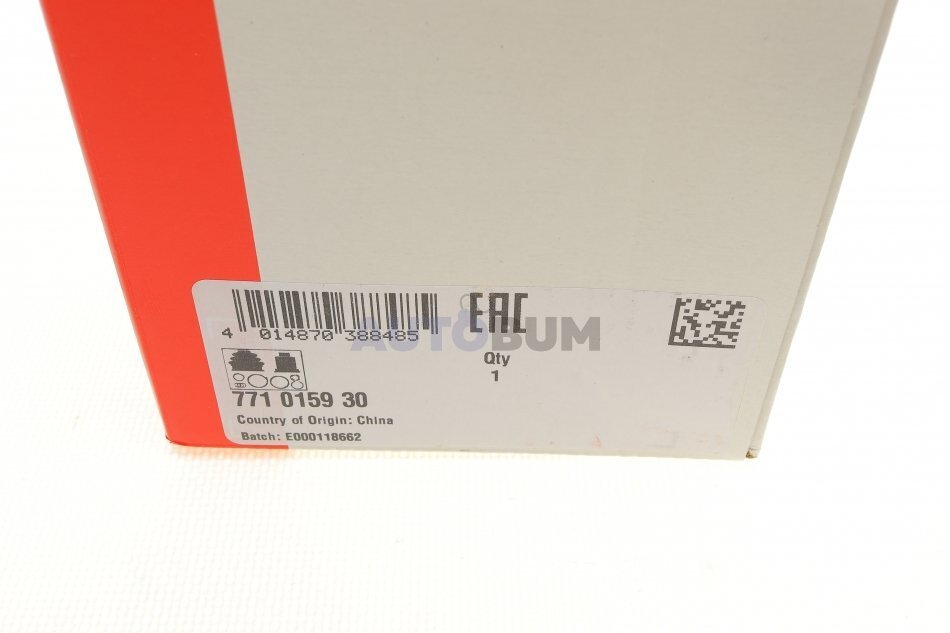 EAC
4 014870 388485
AUTOBUM
Qty
1
771 0159 30
Country of Origin: China
Batch: E000118662